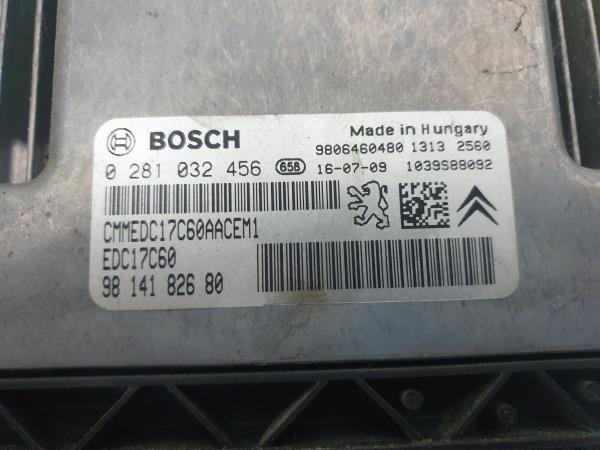 BOSCH
Made in Hungary
9806460480 1313 2560
0 281 032 456 658 16-07-09 1039S88092
CMMEDC17C60AACEM1
EDC17C60
98 141 826 80